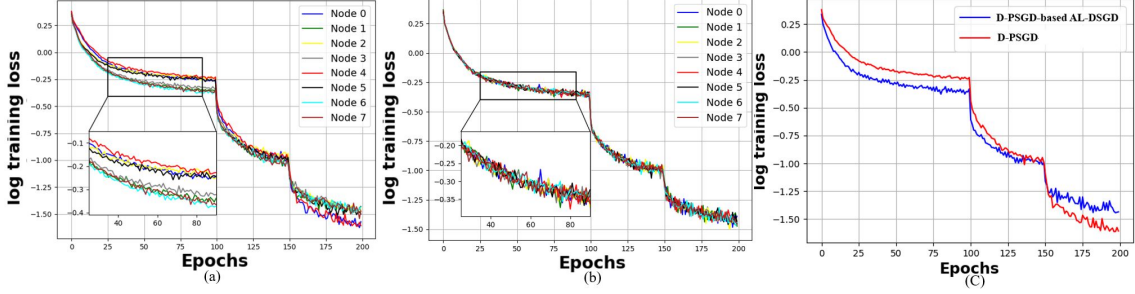 log training loss
0.25
0.00
−0.25
−0.50
−0.75
−1.00
−1.25
−1.50
Node 0
Node 1
Node 2
Node 3
Node 4
Node 5
Node 6
Node 7
−0.1
−0.2
−0.3
−0.4
40
60
80
0
25
50
75
100
125
150
175
200
Epochs
(a)
log training loss
0.25
0.00
−0.25
−0.50
−0.75
−1.00
−1.25
−1.50
Node 0
Node 1
Node 2
Node 3
Node 4
Node 5
Node 6
Node 7
−0.20
−0.25
−0.30
−0.35
40
60
80
0
25
50
75
100
125
150
175
200
Epochs
(b)
log training loss
0.25
0.00
−0.25
−0.50
−0.75
−1.00
−1.25
−1.50
D-PSGD-based AL-DSGD
D-PSGD
0
25
50
75
100
125
150
175
200
Epochs
(C)